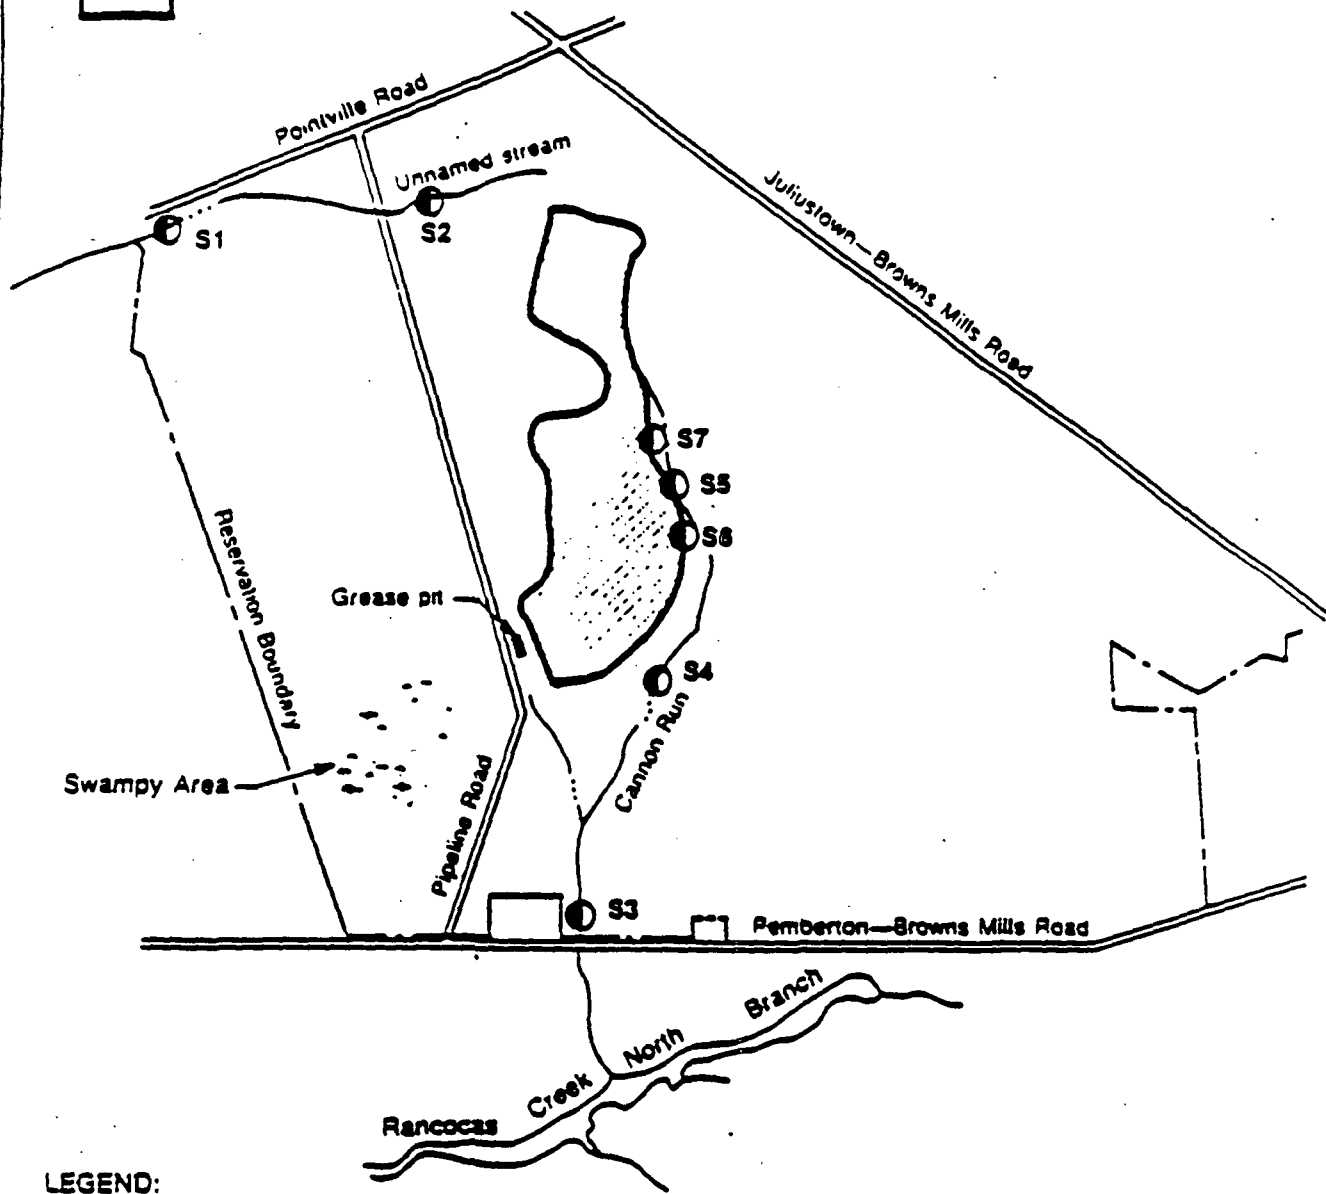 Pointville Road
Unnamed stream
S1
S2
Juliustown—Browns Mills Road
S7
S5
S6
Reservation Boundary
Grease pit
S4
Cannon Run
Swampy Area
Pipeline Road
S3
Pemberton—Browns Mills Road
Rancocas Creek North Branch
LEGEND: